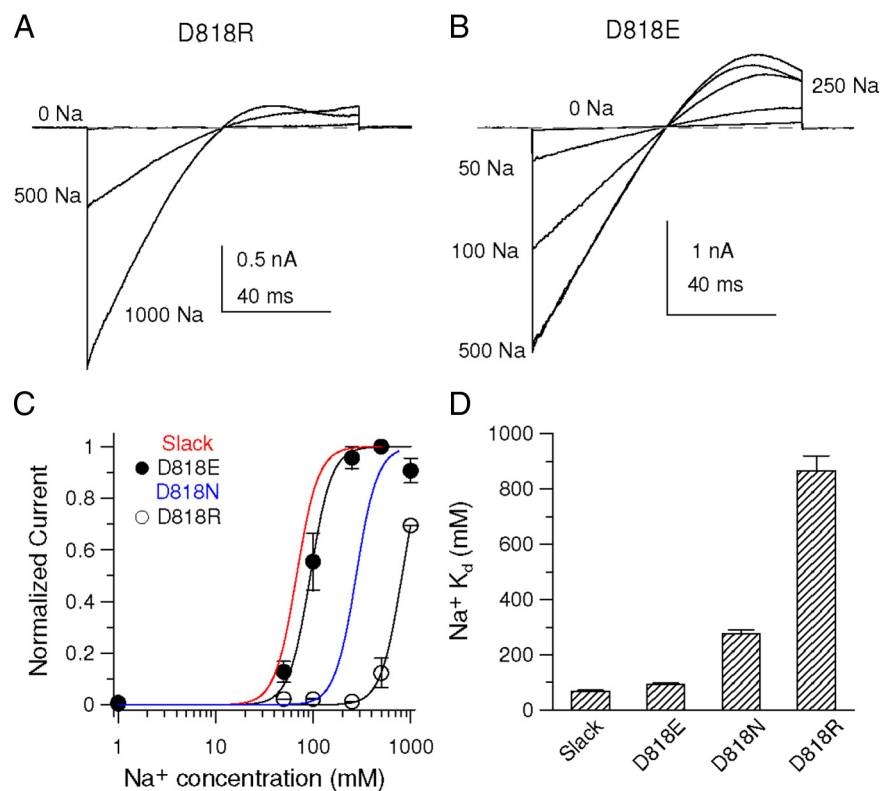 A
D818R
0 Na
500 Na
1000 Na
0.5 nA
40 ms
B
D818E
0 Na
250 Na
50 Na
100 Na
500 Na
1 nA
40 ms
C
Normalized Current
1
0.8
0.6
0.4
0.2
0
Slack
D818E
D818N
D818R
1 10 100 1000
Na⁺ concentration (mM)
D
Na⁺ K_d (mM)
1000
800
600
400
200
0
Slack D818E D818N D818R